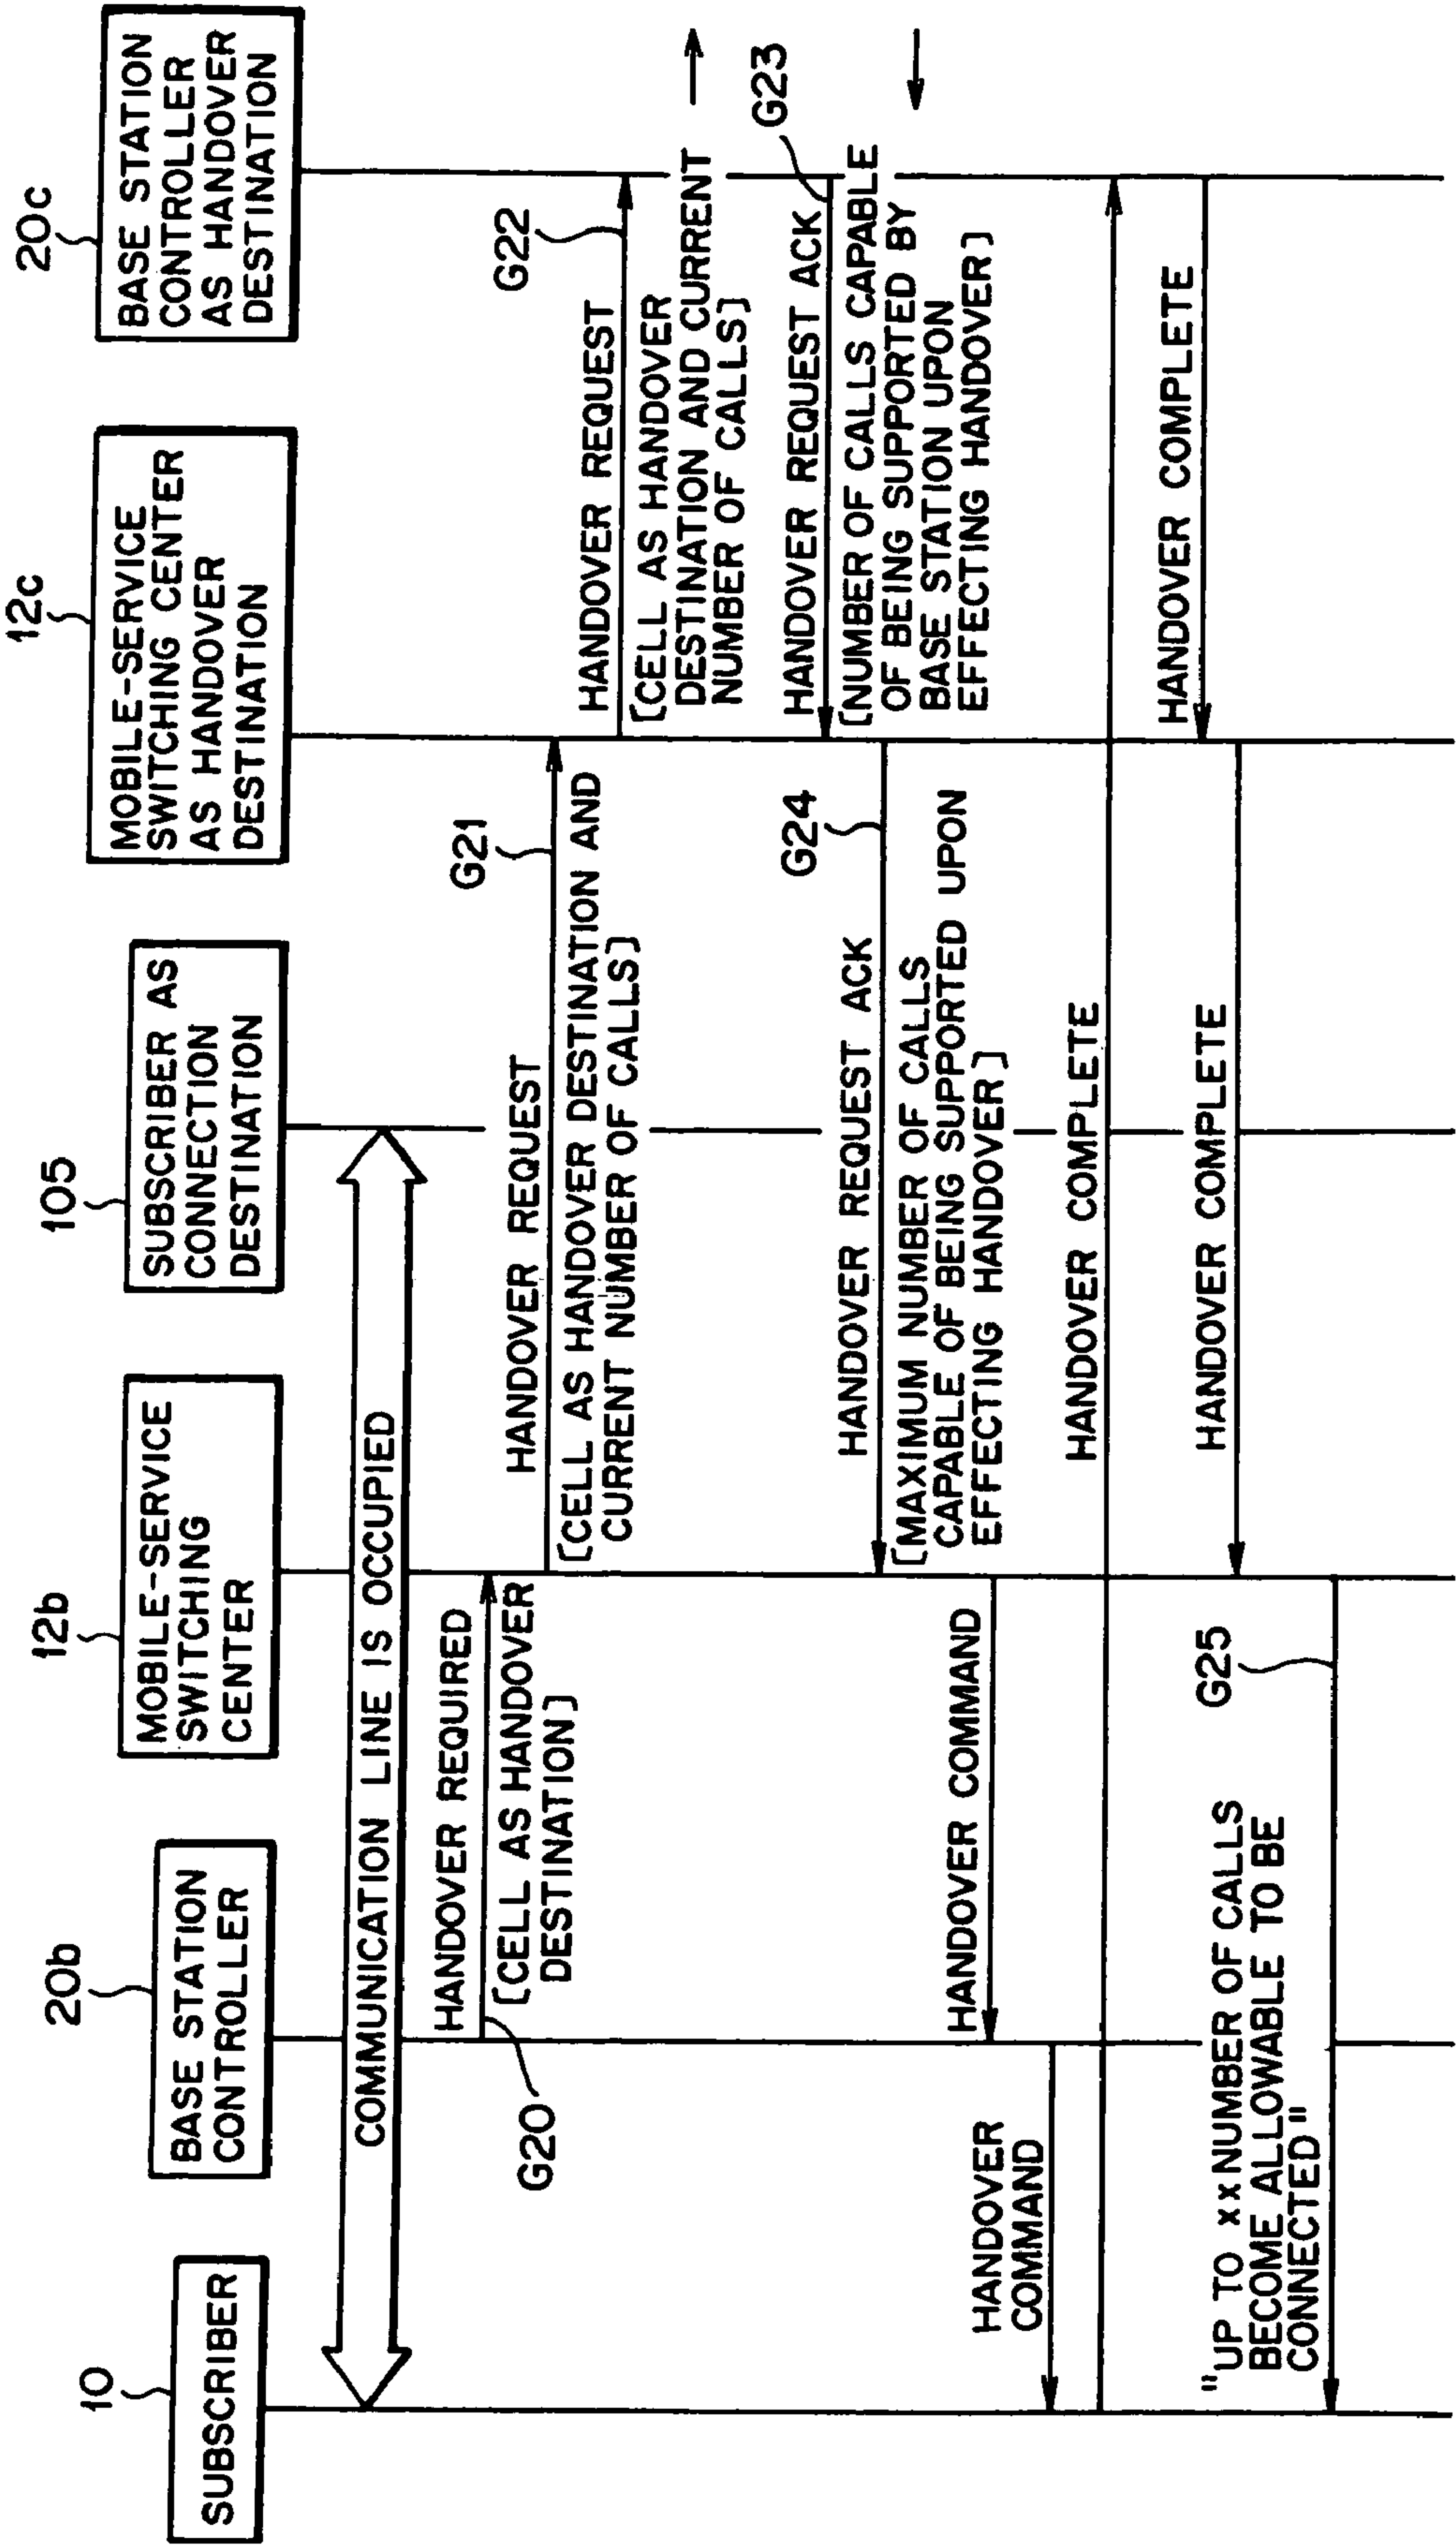 10
SUBSCRIBER
20b
BASE STATION
CONTROLLER
12b
MOBILE-SERVICE
SWITCHING
CENTER
105
SUBSCRIBER AS
CONNECTION
DESTINATION
12c
MOBILE-SERVICE
SWITCHING CENTER
AS HANDOVER
DESTINATION
20c
BASE STATION
CONTROLLER
AS HANDOVER
DESTINATION
COMMUNICATION LINE IS OCCUPIED
HANDOVER REQUIRED
[CELL AS HANDOVER
DESTINATION]
G20
HANDOVER REQUEST
G21
[CELL AS HANDOVER DESTINATION AND
CURRENT NUMBER OF CALLS]
HANDOVER REQUEST
G22
[CELL AS HANDOVER
DESTINATION AND CURRENT
NUMBER OF CALLS]
HANDOVER REQUEST ACK
G23
[NUMBER OF CALLS CAPABLE
OF BEING SUPPORTED BY
BASE STATION UPON
EFFECTING HANDOVER]
HANDOVER REQUEST ACK
G24
[MAXIMUM NUMBER OF CALLS
CAPABLE OF BEING SUPPORTED UPON
EFFECTING HANDOVER]
HANDOVER COMMAND
HANDOVER
COMMAND
HANDOVER COMPLETE
HANDOVER COMPLETE
HANDOVER COMPLETE
G25
"UP TO xxNUMBER OF CALLS
BECOME ALLOWABLE TO BE
CONNECTED"